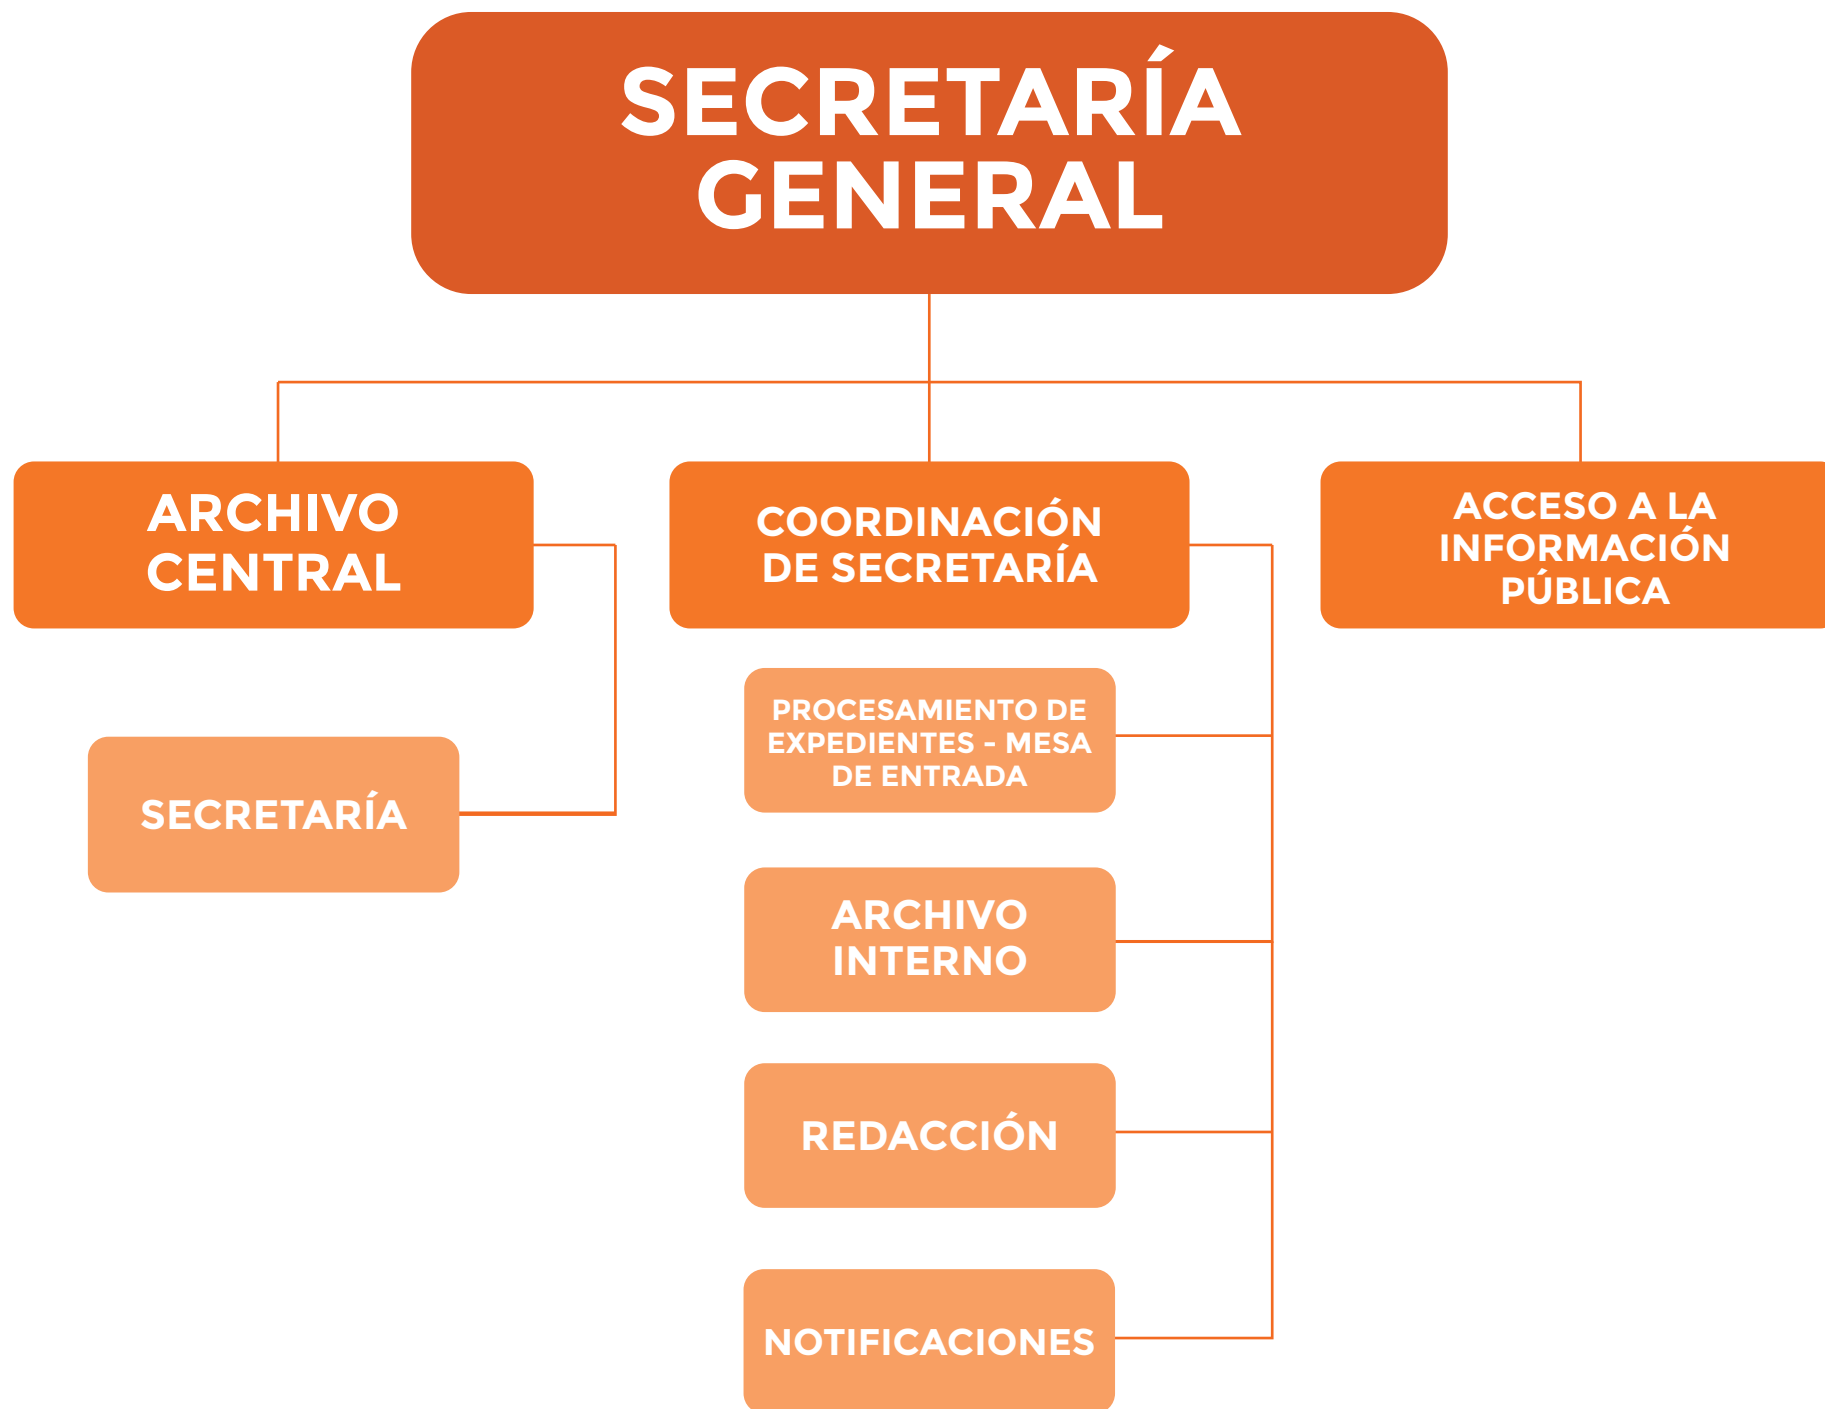 SECRETARÍA
GENERAL
ARCHIVO
CENTRAL
SECRETARÍA
COORDINACIÓN
DE SECRETARÍA
PROCESAMIENTO DE
EXPEDIENTES - MESA
DE ENTRADA
ARCHIVO
INTERNO
REDACCIÓN
NOTIFICACIONES
ACCESO A LA
INFORMACIÓN
PÚBLICA